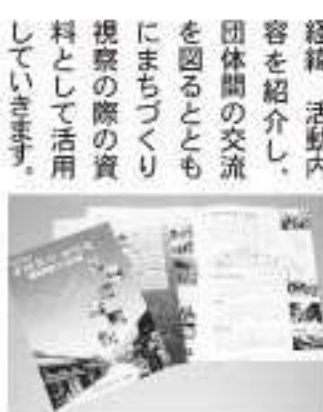 経緯、活動内
容を紹介し、
団体間の交流
を図るととも
にまちづくり
視察の際の資
料として活用
していきます。